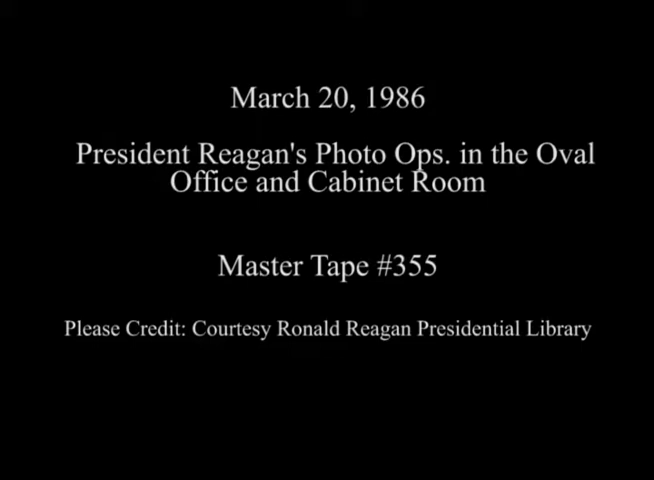 March 20, 1986
President Reagan's Photo Ops. in the Oval
Office and Cabinet Room
Master Tape #355
Please Credit: Courtesy Ronald Reagan Presidential Library